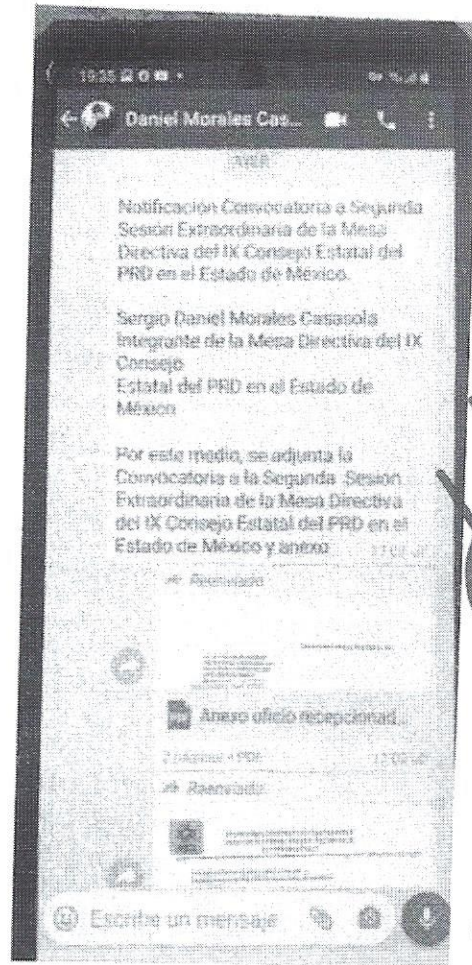 19:35
Daniel Morales Cas...
AYER
Notificación Convocatoria a Segunda
Sesión Extraordinaria de la Mesa
Directiva del IX Consejo Estatal del
PRD en el Estado de México.
Sergio Daniel Morales Casasola
Integrante de la Mesa Directiva del IX
Consejo
Estatal del PRD en el Estado de
México
Por este medio, se adjunta la
Convocatoria a la Segunda Sesión
Extraordinaria de la Mesa Directiva
del IX Consejo Estatal del PRD en el
Estado de México y anexo
Reenviado
Anexo oficio recepcionad...
2 páginas • PDF
Reenviado
Escribe un mensaje